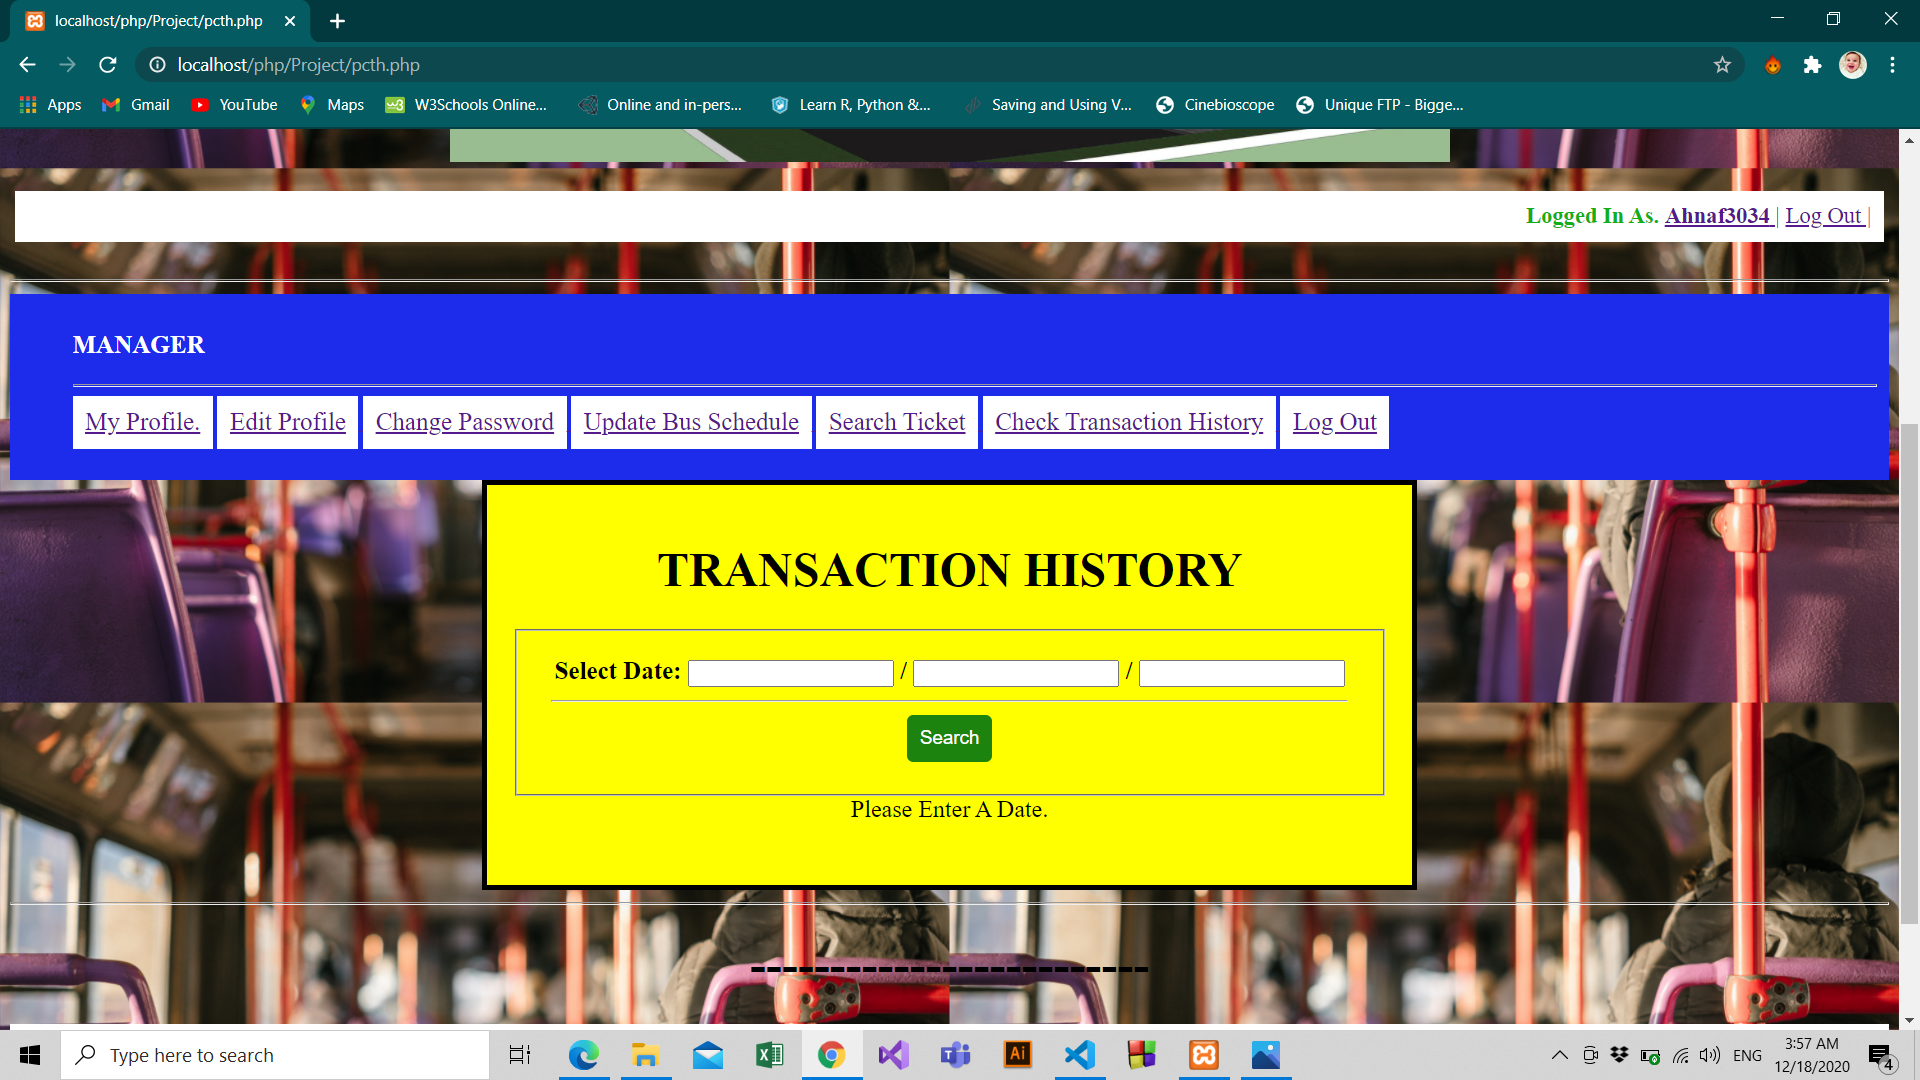 localhost/php/Project/pcth.php
localhost/php/Project/pcth.php
Apps Gmail YouTube Maps W3Schools Online... Online and in-pers... Learn R, Python &... Saving and Using V... Cinebioscope Unique FTP - Bigge...
Logged In As. Ahnaf3034 | Log Out |
MANAGER
My Profile. Edit Profile Change Password Update Bus Schedule Search Ticket Check Transaction History Log Out
TRANSACTION HISTORY
Select Date: / /
Search
Please Enter A Date.
-------------------------
Type here to search
Ai
ENG
3:57 AM
12/18/2020
4